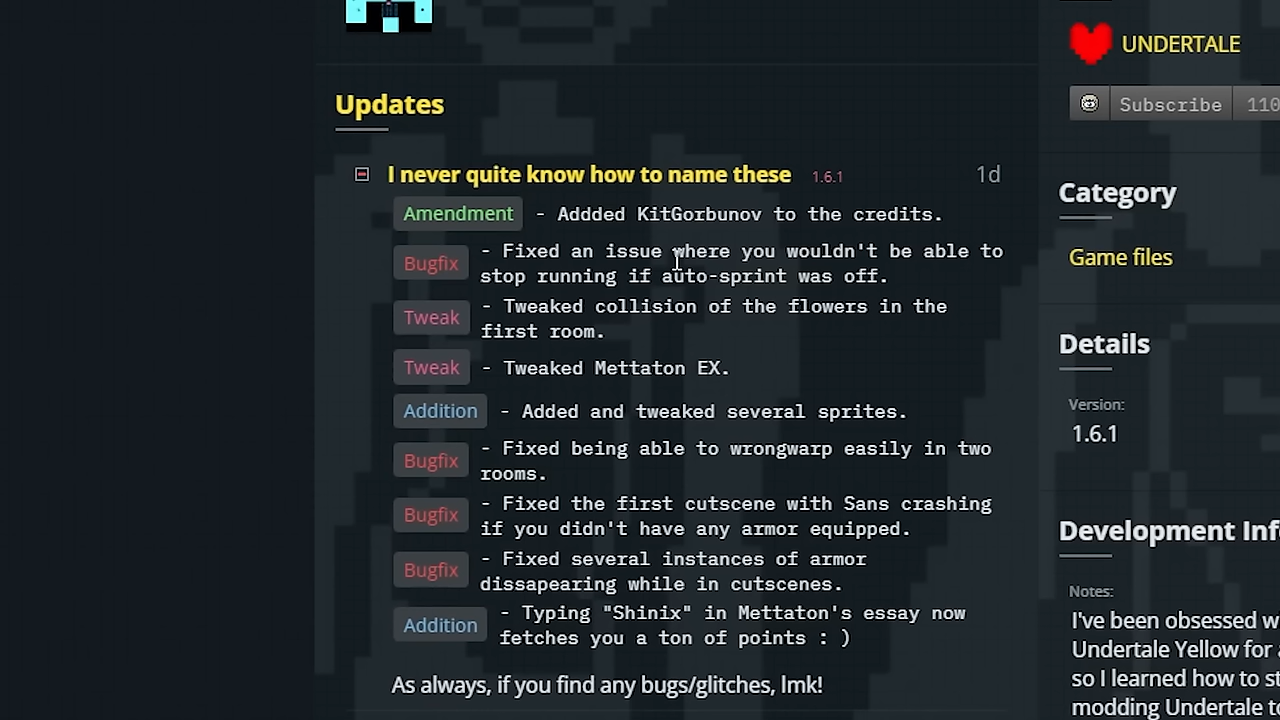 UNDERTALE
Subscribe 110
Updates
I never quite know how to name these 1.6.1 1d
Amendment - Addded KitGorbunov to the credits.
Bugfix - Fixed an issue where you wouldn't be able to
stop running if auto-sprint was off.
Tweak - Tweaked collision of the flowers in the
first room.
Tweak - Tweaked Mettaton EX.
Addition - Added and tweaked several sprites.
Bugfix - Fixed being able to wrongwarp easily in two
rooms.
Bugfix - Fixed the first cutscene with Sans crashing
if you didn't have any armor equipped.
Bugfix - Fixed several instances of armor
dissapearing while in cutscenes.
Addition - Typing "Shinix" in Mettaton's essay now
fetches you a ton of points : )
As always, if you find any bugs/glitches, lmk!
Category
Game files
Details
Version:
1.6.1
Development Inf
Notes:
I've been obsessed w
Undertale Yellow for a
so I learned how to st
modding Undertale to